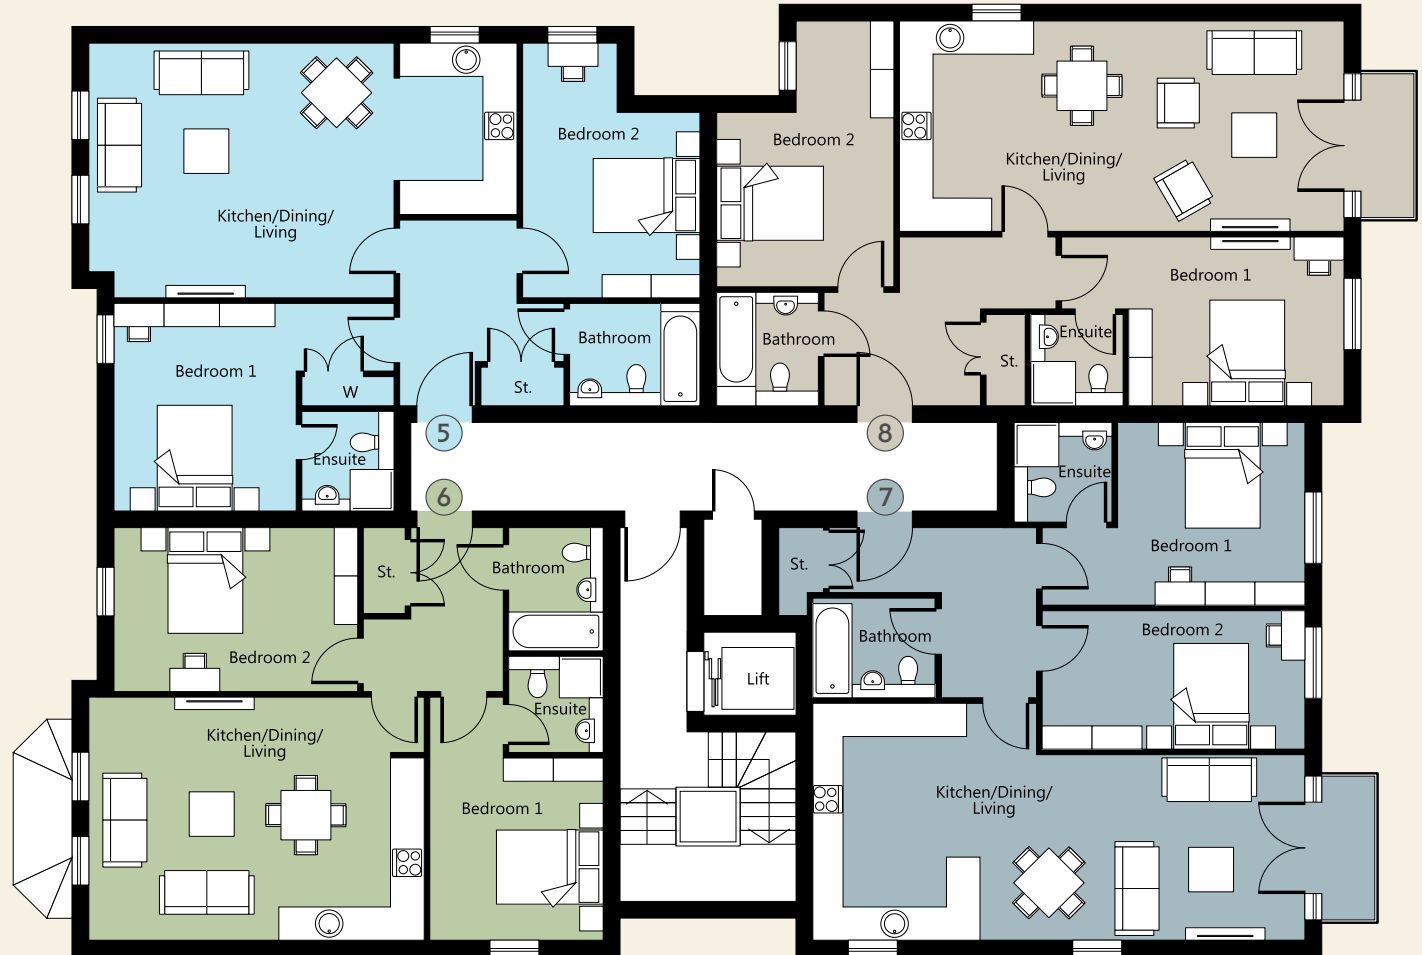 Kitchen/Dining/
Living
Bedroom 2
Bedroom 1
W
Ensuite
St.
Bathroom
5
Bedroom 2
Kitchen/Dining/
Living
Bedroom 1
Bathroom
St.
Ensuite
8
6
St.
Bathroom
Bedroom 2
Ensuite
Kitchen/Dining/
Living
Bedroom 1
Lift
7
Ensuite
Bedroom 1
St.
Bathroom
Bedroom 2
Kitchen/Dining/
Living